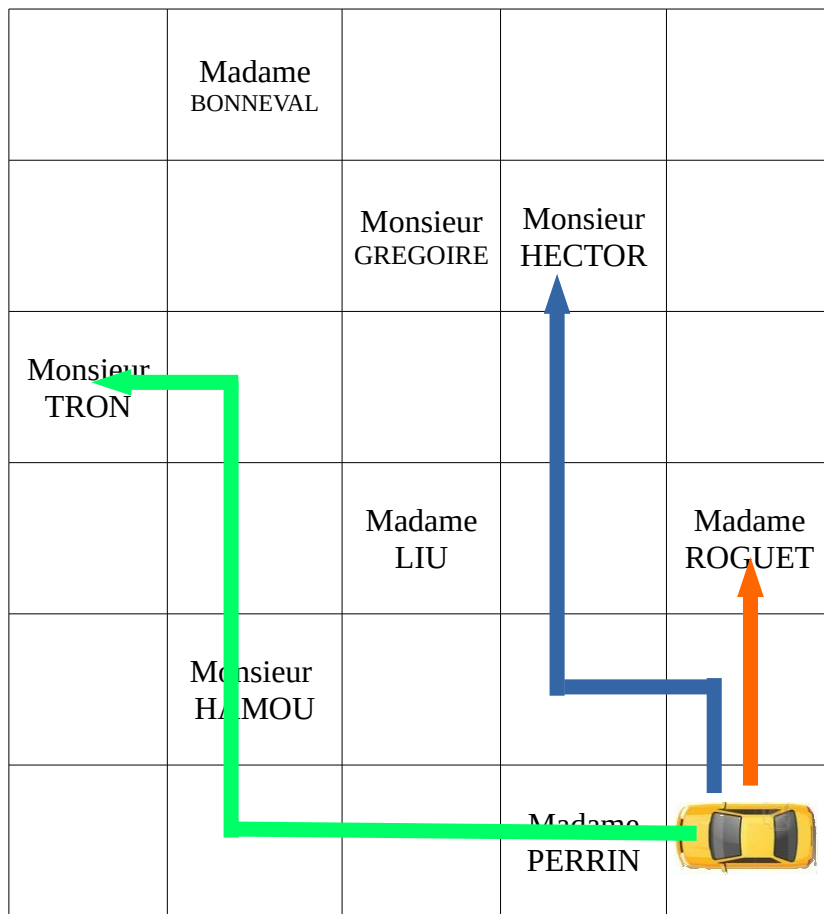 Madame
BONNEVAL
Monsieur
GREGOIRE
Monsieur
HECTOR
Monsieur
TRON
Madame
LIU
Madame
ROGUET
Monsieur
HAMOU
Madame
PERRIN